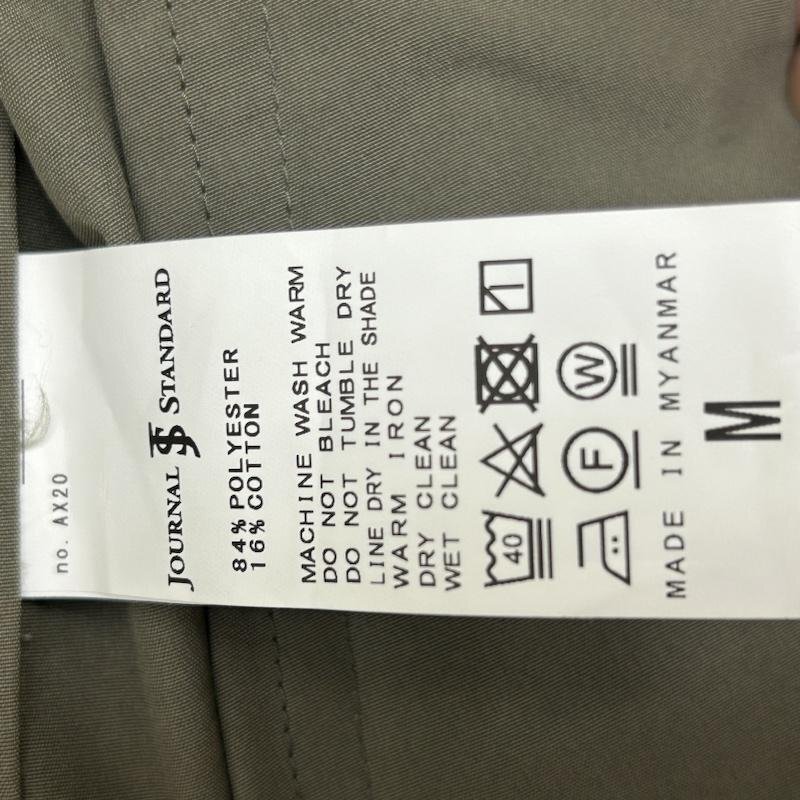 no. AX20
JOURNAL JS STANDARD
84% POLYESTER
16% COTTON
MACHINE WASH WARM
DO NOT BLEACH
DO NOT TUMBLE DRY
LINE DRY IN THE SHADE
WARM IRON
DRY CLEAN
WET CLEAN
40
F W
MADE IN MYANMAR
M